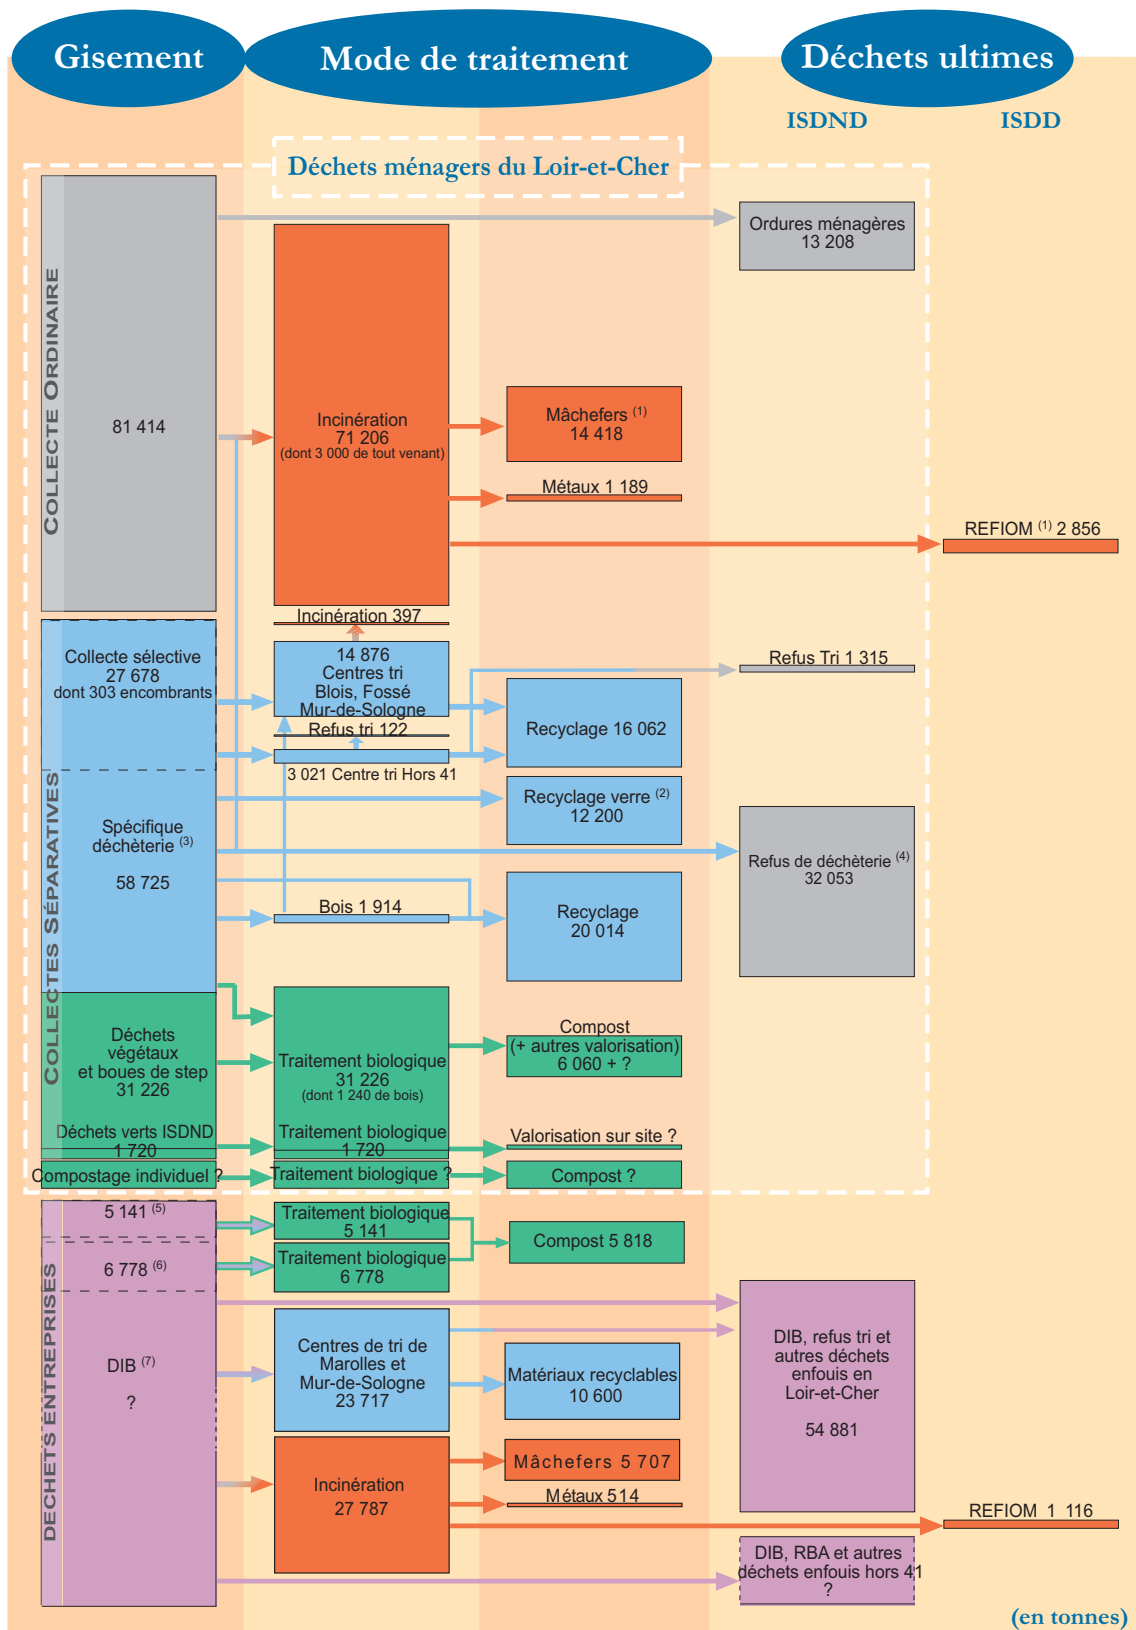 Gisement
Mode de traitement
Déchets ultimes
ISDND
ISDD
Déchets ménagers du Loir-et-Cher
COLLECTE ORDINAIRE
81 414
Ordures ménagères
13 208
Incinération
71 206
(dont 3 000 de tout venant)
Mâchefers (1)
14 418
Métaux 1 189
REFIOM (1) 2 856
COLLECTES SÉPARATIVES
Collecte sélective
27 678
dont 303 encombrants
Incinération 397
14 876
Centres tri
Blois, Fossé
Mur-de-Sologne
Refus tri 122
3 021 Centre tri Hors 41
Refus Tri 1 315
Recyclage 16 062
Recyclage verre (2)
12 200
Spécifique
déchèterie (3)
58 725
Refus de déchèterie (4)
32 053
Bois 1 914
Recyclage
20 014
Déchets
végétaux
et boues de step
31 226
Traitement biologique
31 226
(dont 1 240 de bois)
Compost
(+ autres valorisation)
6 060 + ?
Déchets verts ISDND
1 720
Traitement biologique
1 720
Valorisation sur site ?
Compostage individuel ?
Traitement biologique ?
Compost ?
DECHETS ENTREPRISES
5 141 (5)
Traitement biologique
5 141
6 778 (6)
Traitement biologique
6 778
Compost 5 818
DIB (7)
?
Centres de tri de
Marolles et
Mur-de-Sologne
23 717
Matériaux recyclables
10 600
DIB, refus tri et
autres déchets
enfouis en
Loir-et-Cher
54 881
Incinération
27 787
Mâchefers 5 707
Métaux 514
REFIOM 1 116
DIB, RBA et autres
déchets enfouis hors 41
?
(en tonnes)